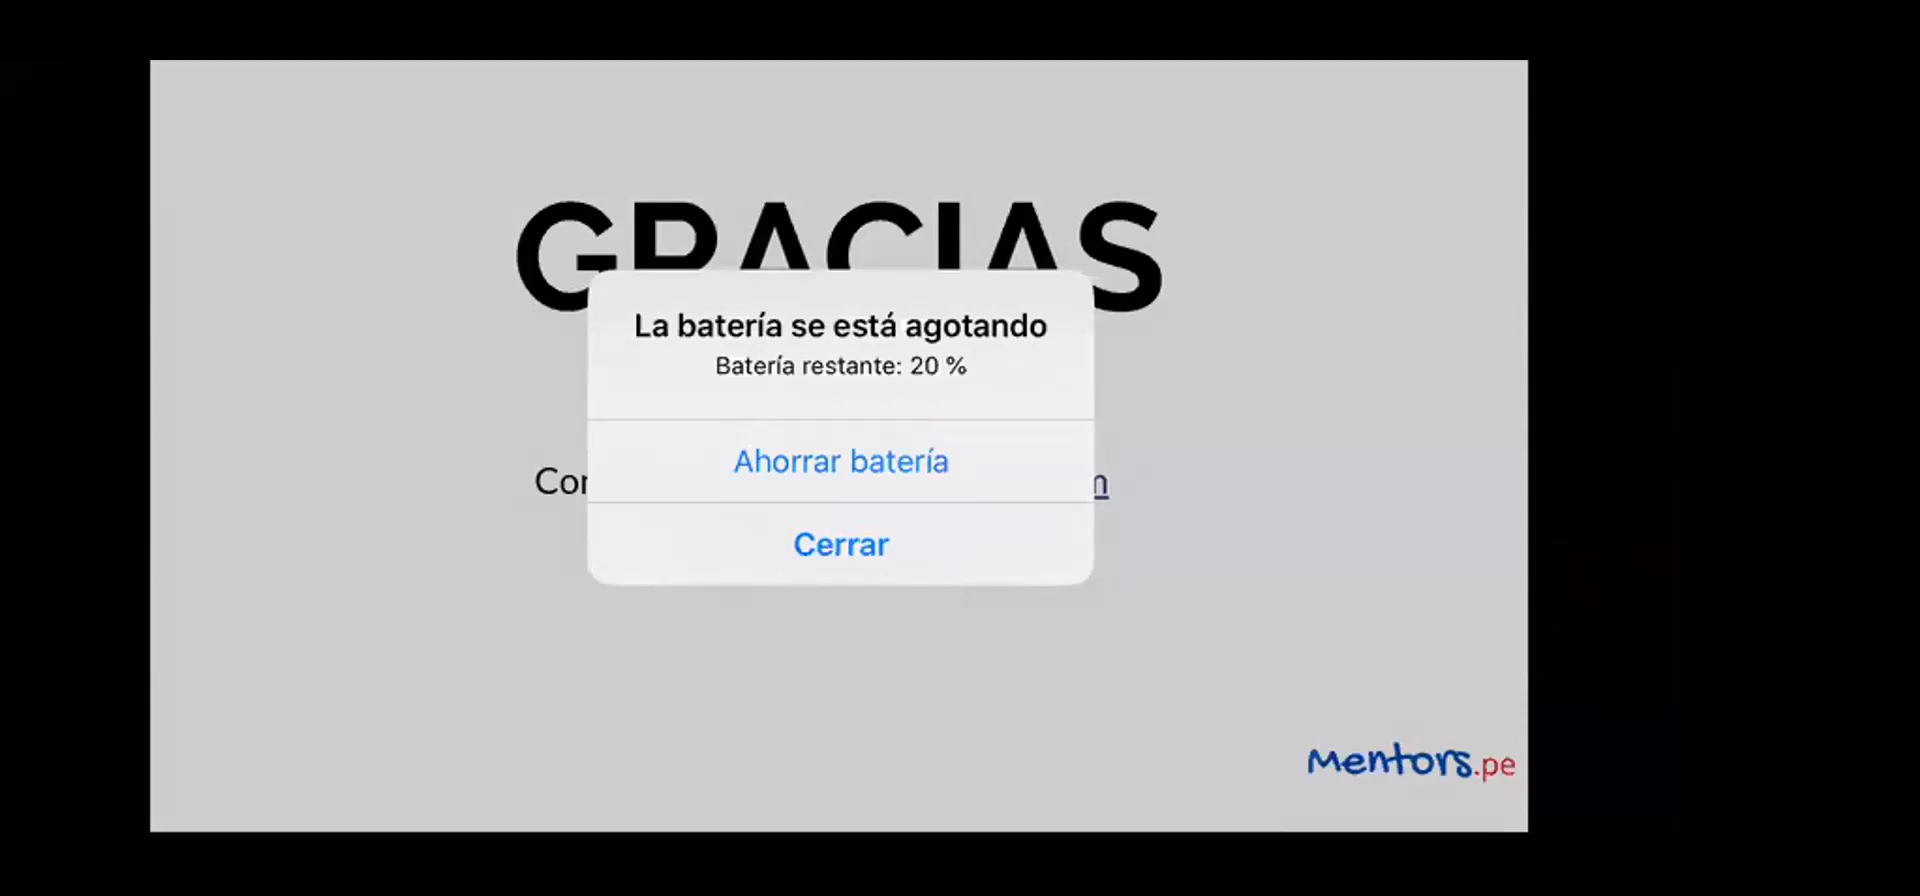 GRACIAS
La batería se está agotando
Batería restante: 20 %
Ahorrar batería
Cerrar
Mentors.pe